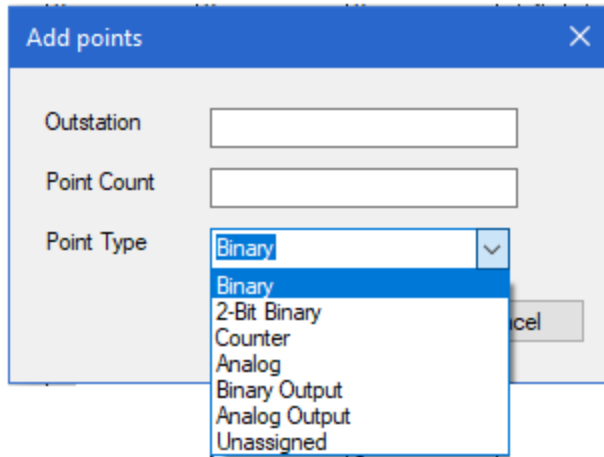 Add points
Outstation
Point Count
Point Type Binary
Binary
2-Bit Binary
Counter
Analog
Binary Output
Analog Output
Unassigned